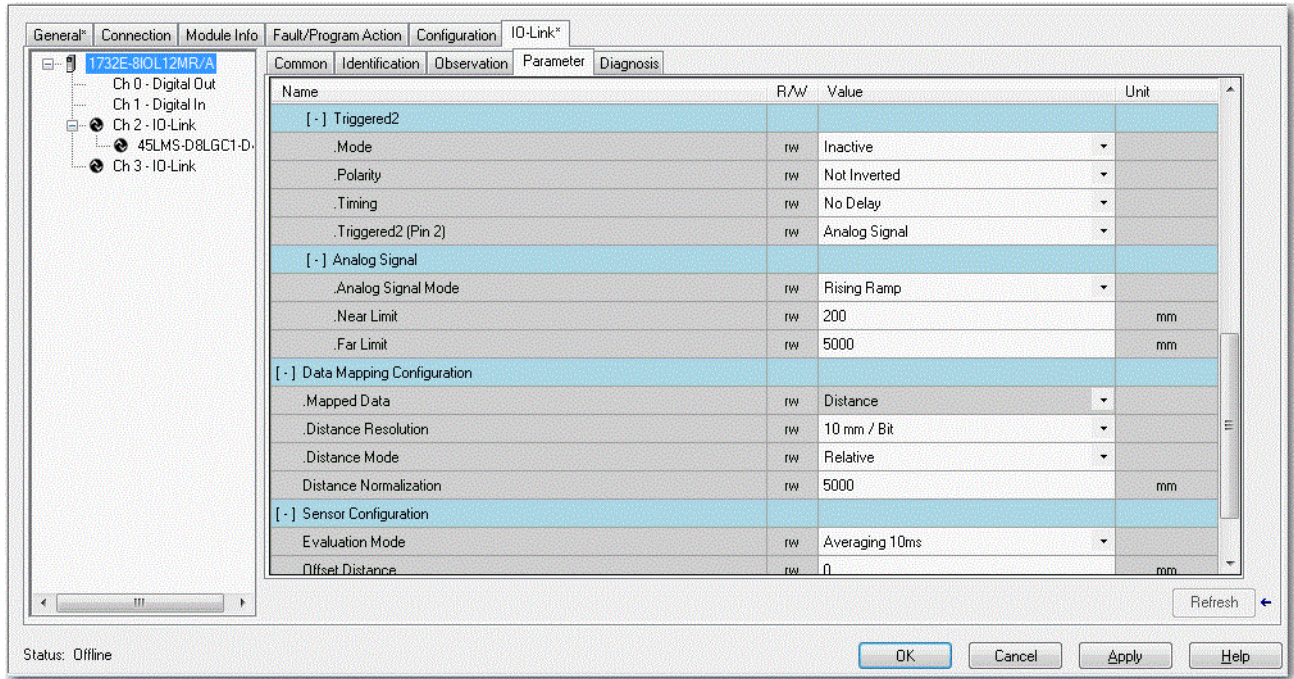 General* Connection Module Info Fault/Program Action Configuration IO-Link*
1732E-8IOL12MR/A
Ch 0 - Digital Out
Ch 1 - Digital In
Ch 2 - IO-Link
45LMS-D8LGC1-D
Ch 3 - IO-Link
Common Identification Observation Parameter Diagnosis
Name R/W Value Unit
[-] Triggered2
.Mode rw Inactive
.Polarity rw Not Inverted
.Timing rw No Delay
.Triggered2 (Pin 2) rw Analog Signal
[-] Analog Signal
.Analog Signal Mode rw Rising Ramp
.Near Limit rw 200 mm
.Far Limit rw 5000 mm
[-] Data Mapping Configuration
.Mapped Data rw Distance
.Distance Resolution rw 10 mm / Bit
.Distance Mode rw Relative
Distance Normalization rw 5000 mm
[-] Sensor Configuration
Evaluation Mode rw Averaging 10ms
Offset Distance rw 0 mm
Refresh
Status: Offline OK Cancel Apply Help